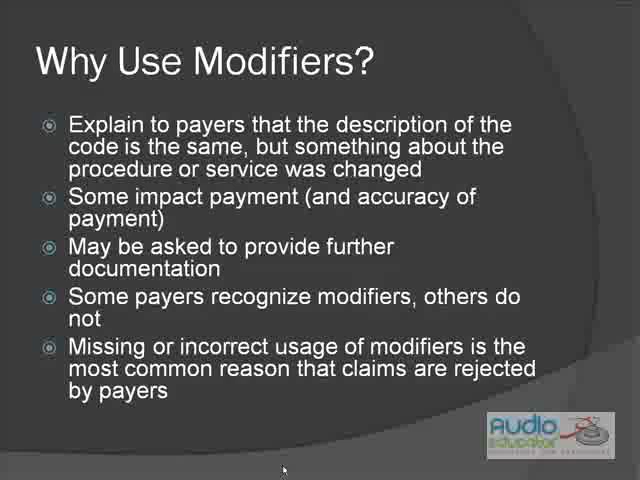 Why Use Modifiers?
Explain to payers that the description of the
code is the same, but something about the
procedure or service was changed
Some impact payment (and accuracy of
payment)
May be asked to provide further
documentation
Some payers recognize modifiers, others do
not
Missing or incorrect usage of modifiers is the
most common reason that claims are rejected
by payers
AUDIO
EDUCATOR